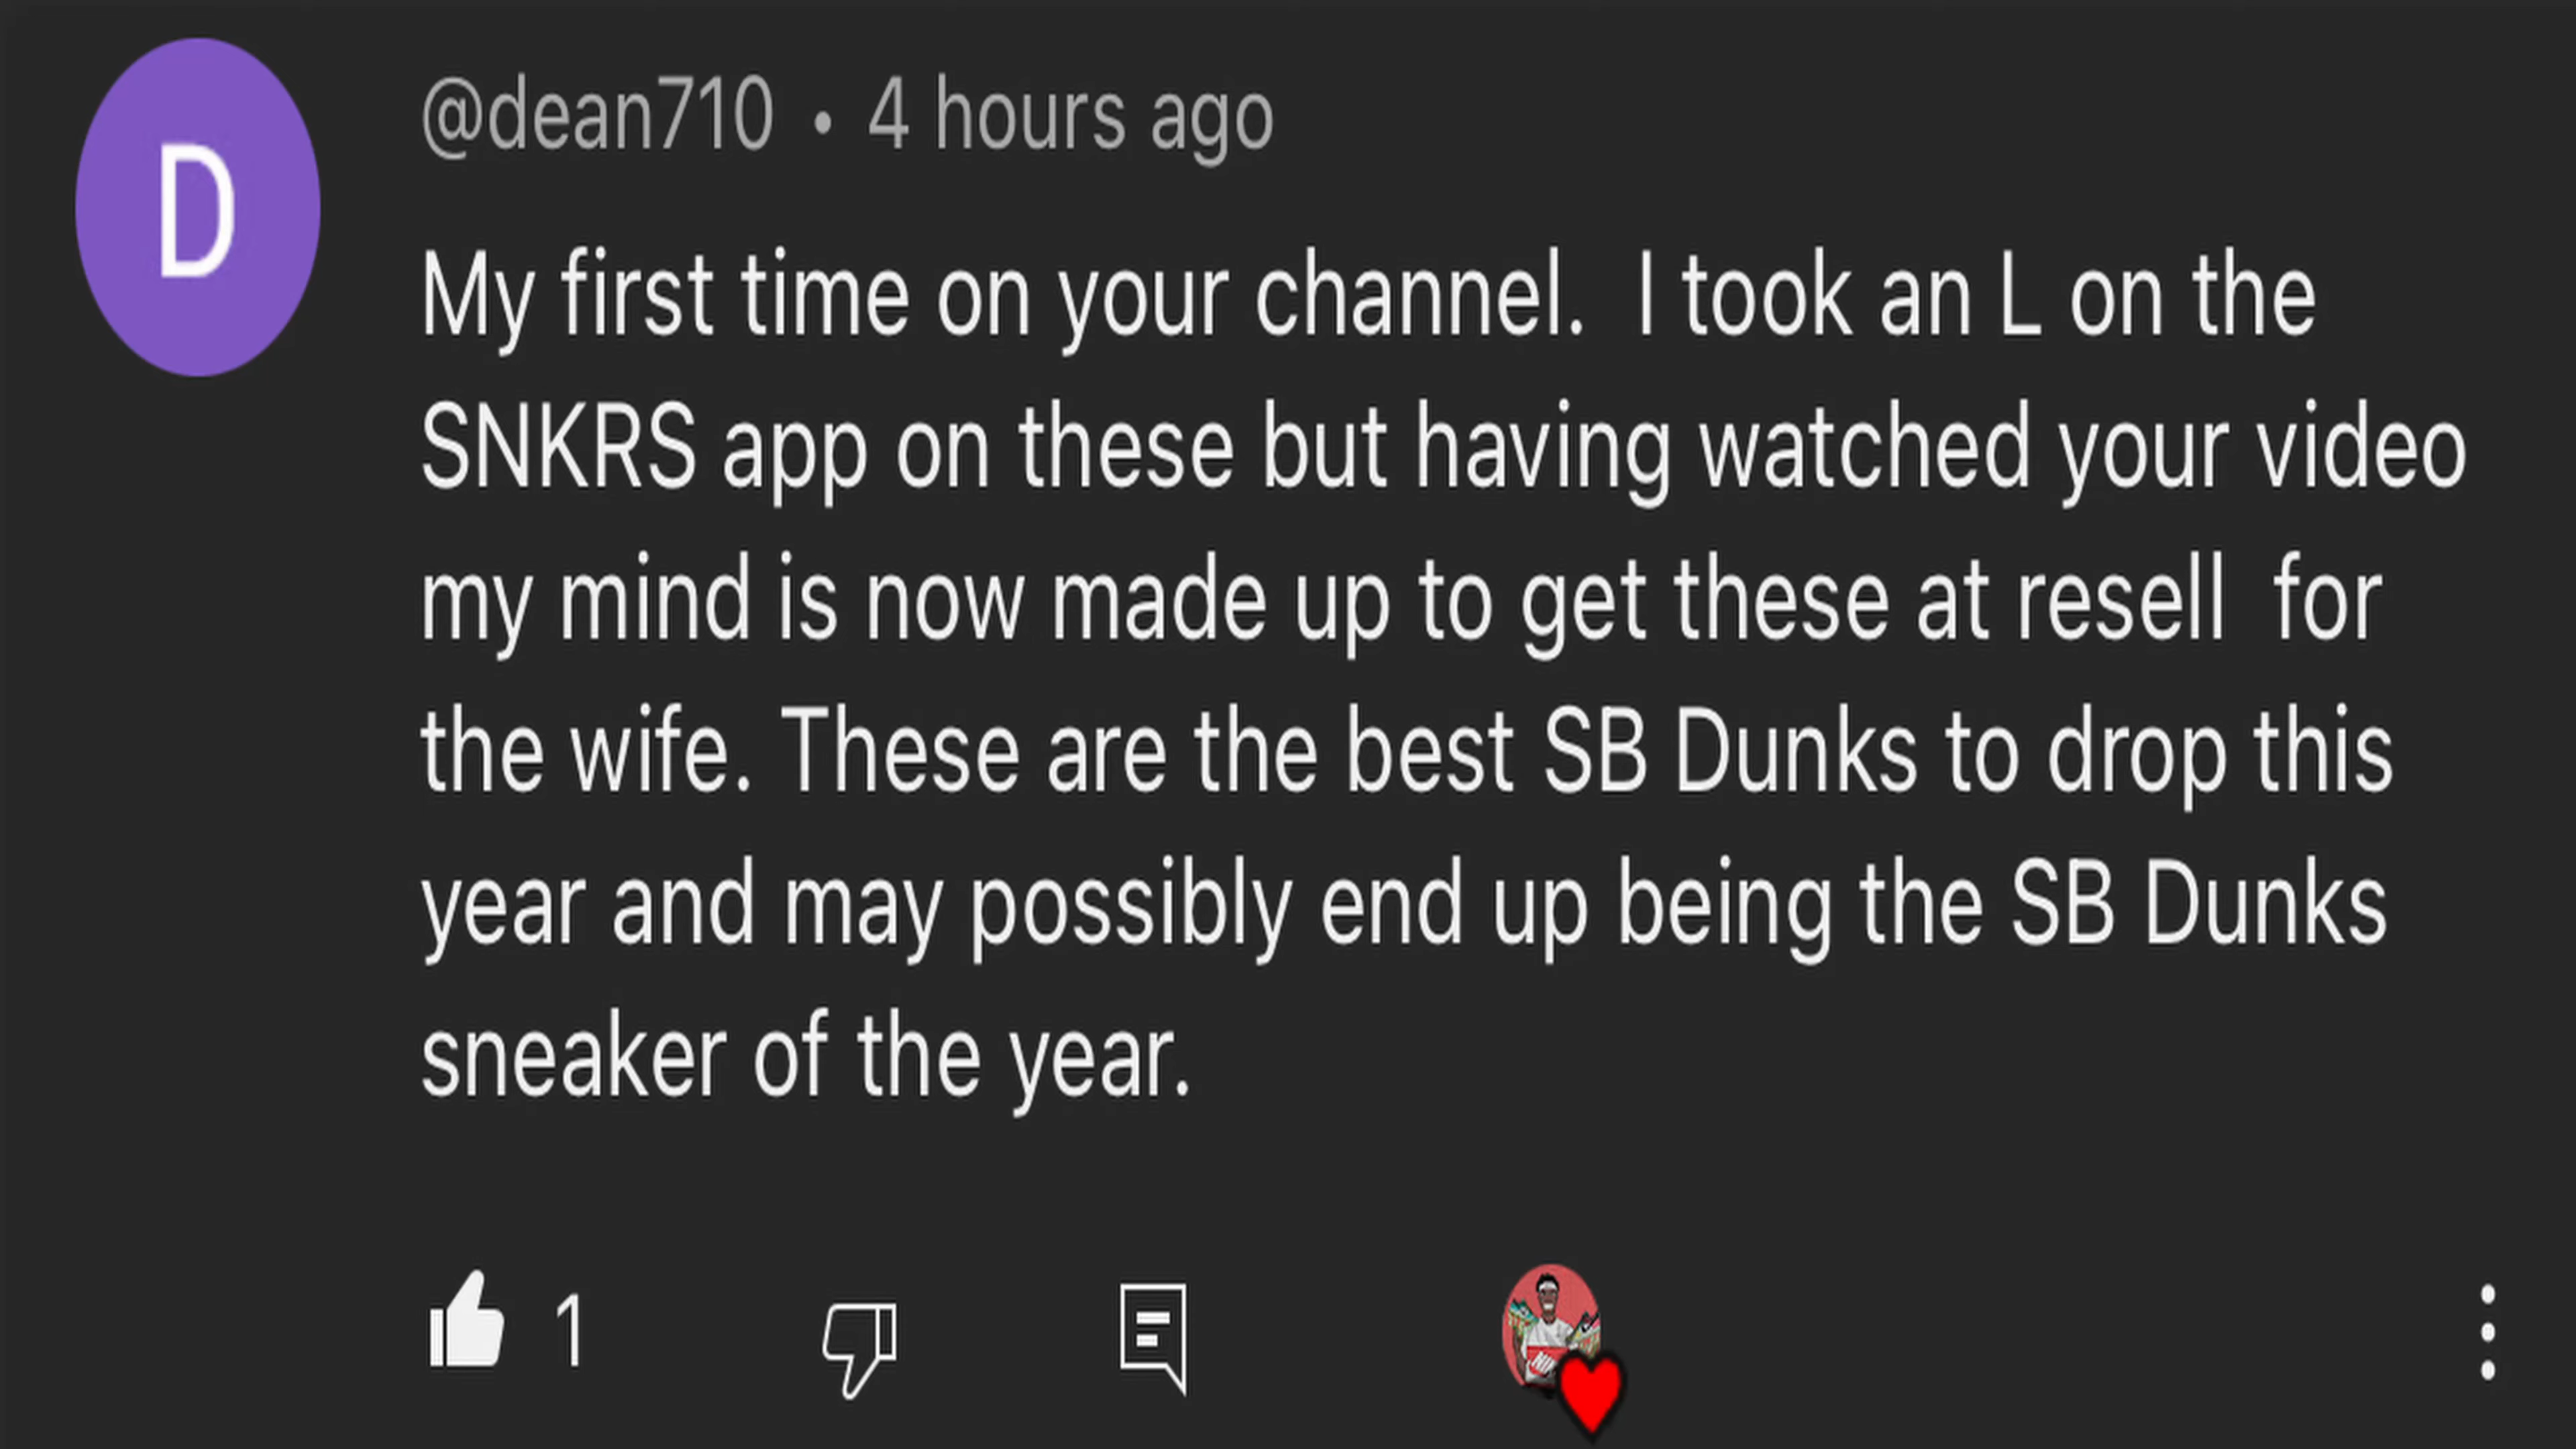 D
@dean710 • 4 hours ago
My first time on your channel.  I took an L on the
SNKRS app on these but having watched your video
my mind is now made up to get these at resell  for
the wife. These are the best SB Dunks to drop this
year and may possibly end up being the SB Dunks
sneaker of the year.
1